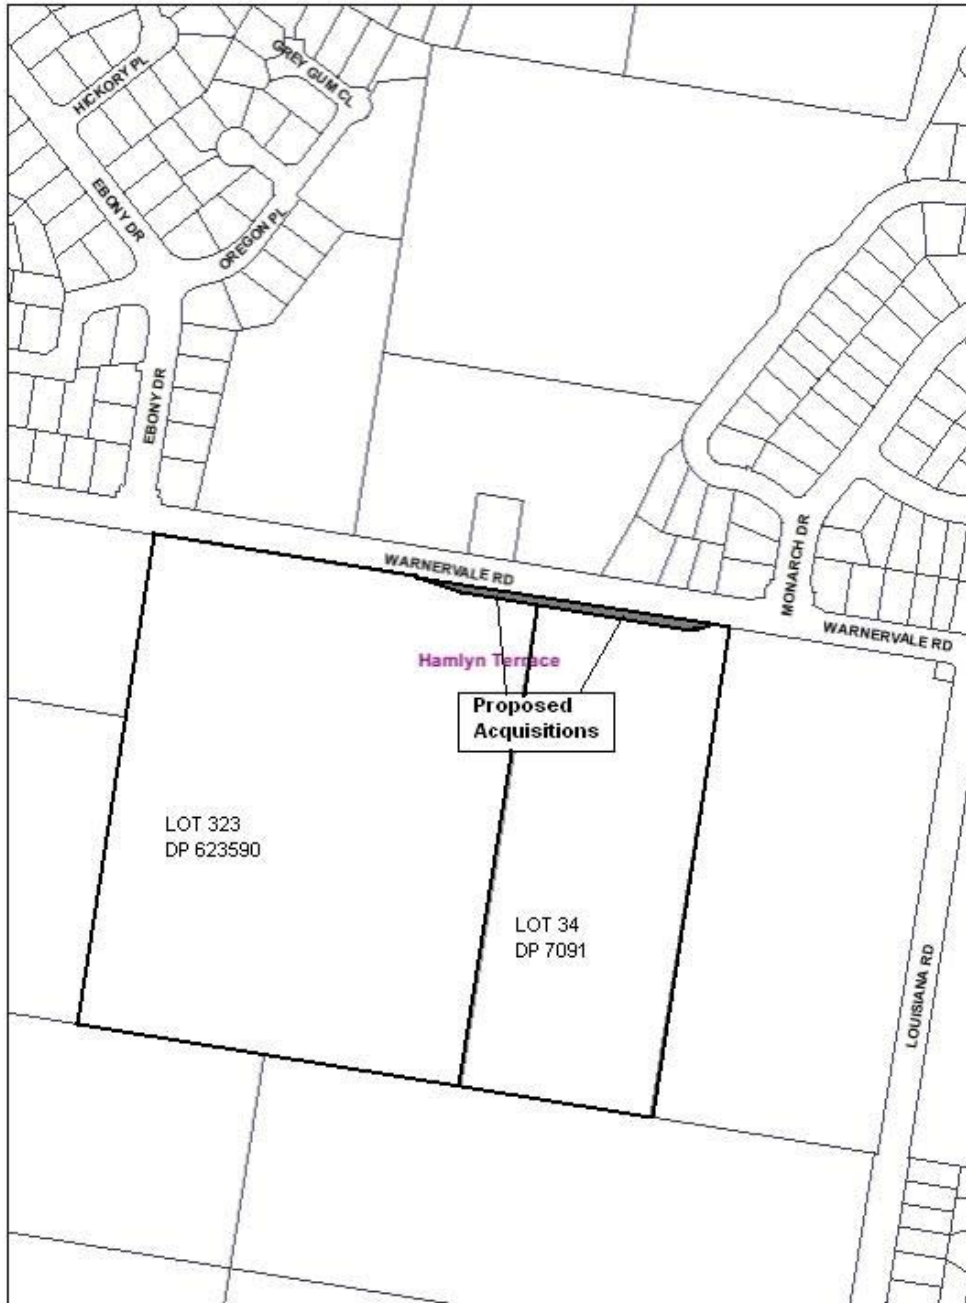 GREY GUM CL
HICKORY PL
EBONY DR
OREGON PL
EBONY DR
MONARCH DR
WARNERVALE RD
WARNERVALE RD
Hamlyn Terrace
Proposed
Acquisitions
LOT 323
DP 623590
LOT 34
DP 7091
LOUISIANA RD